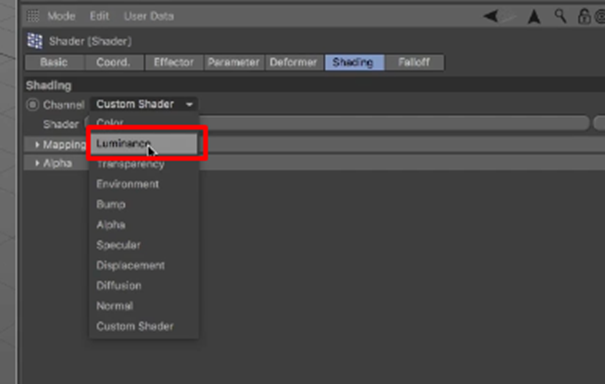 Mode Edit User Data
Shader [Shader]
Basic Coord. Effector Parameter Deformer Shading Falloff
Shading
Channel Custom Shader
Shader Color
Mapping Luminance
Alpha Transparency
Environment
Bump
Alpha
Specular
Displacement
Diffusion
Normal
Custom Shader